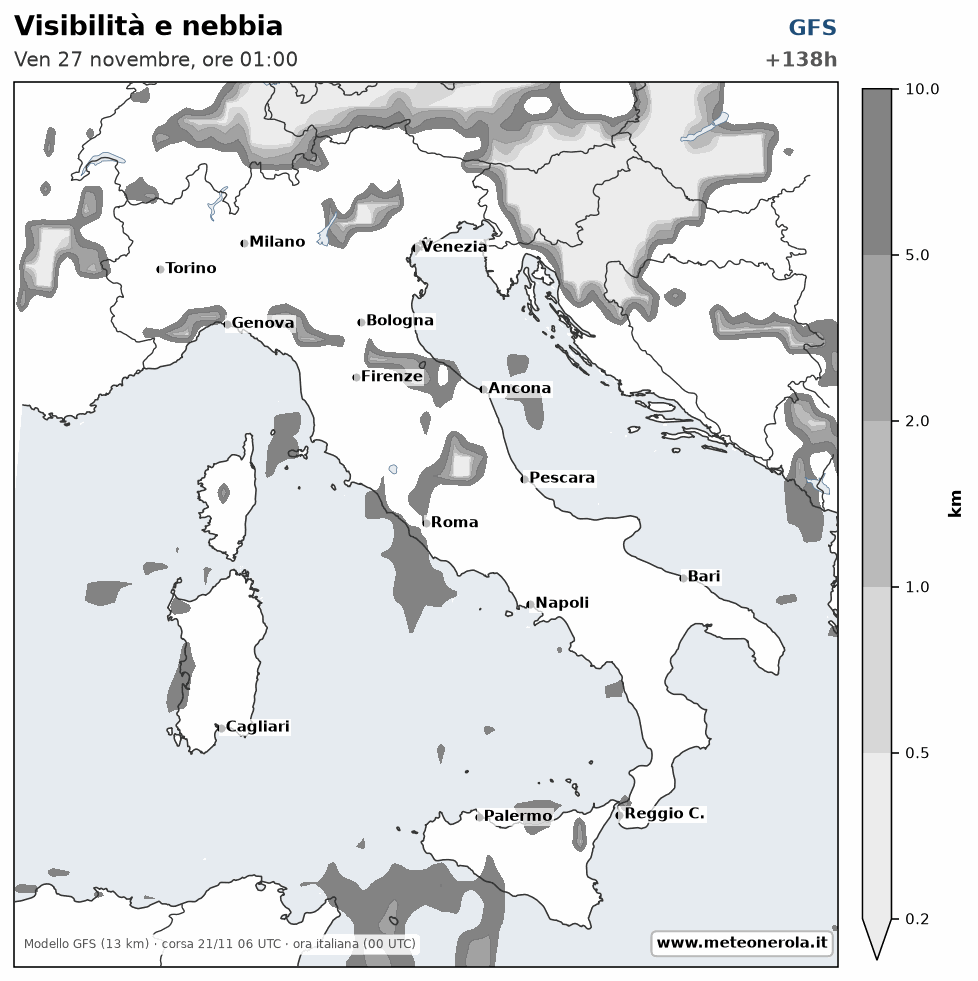 Visibilità e nebbia
GFS
Ven 27 novembre, ore 01:00
+138h
10.0
5.0
2.0
1.0
0.5
0.2
km
Milano
Venezia
Torino
Genova
Bologna
Firenze
Ancona
Pescara
Roma
Bari
Napoli
Cagliari
Palermo
Reggio C.
Modello GFS (13 km) · corsa 21/11 06 UTC · ora italiana (00 UTC)
www.meteonerola.it